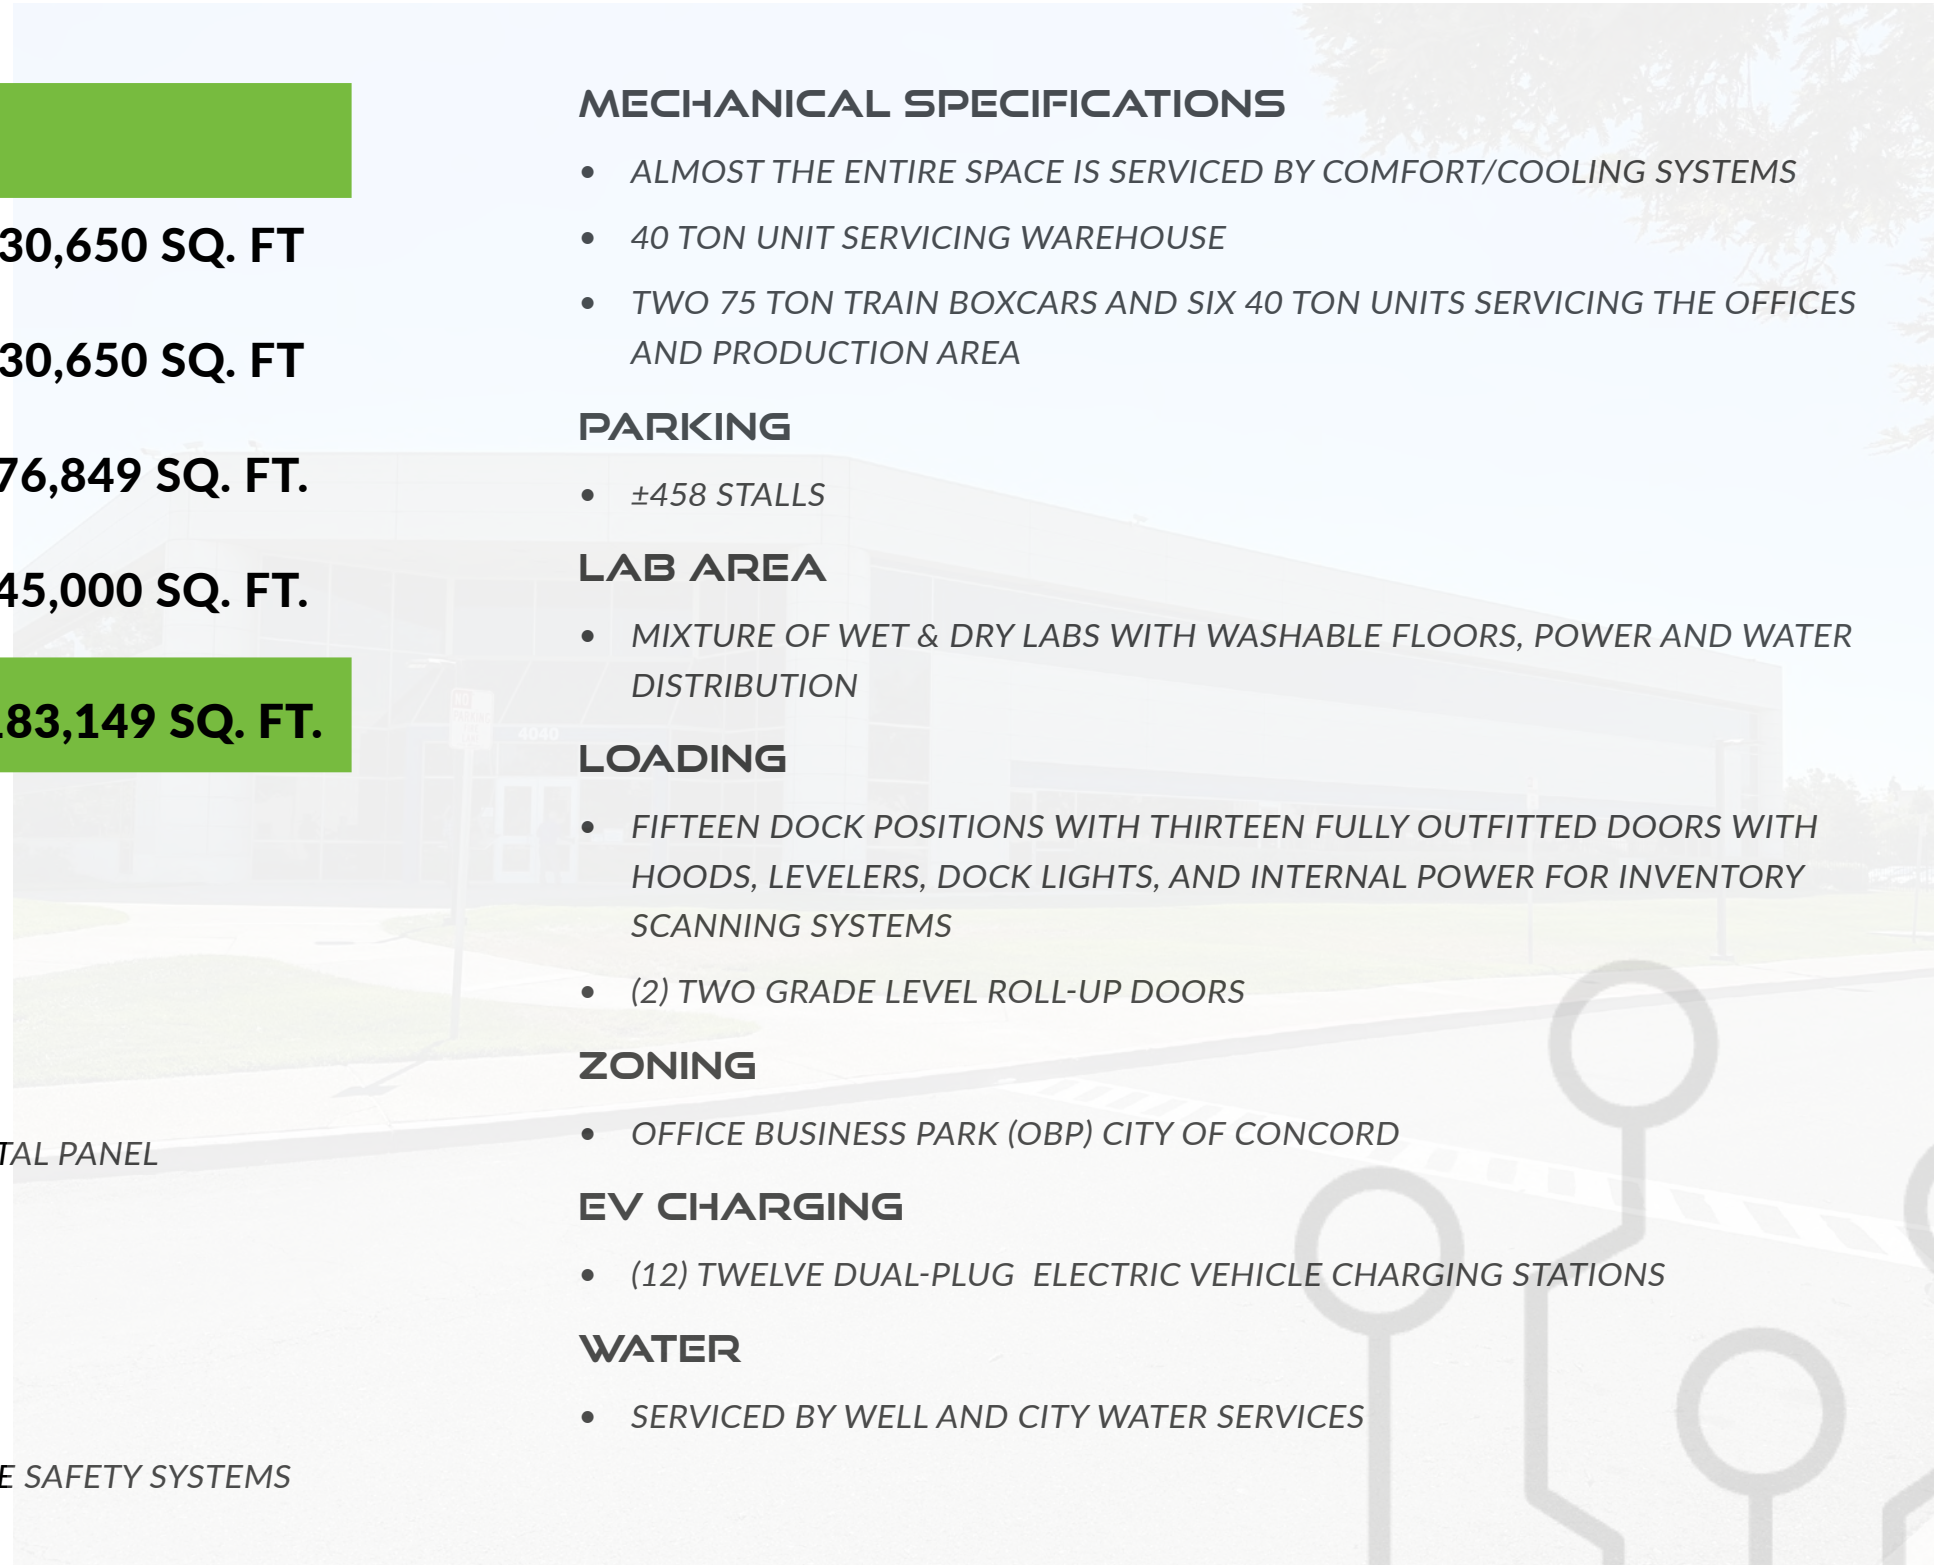 30,650 SQ. FT
30,650 SQ. FT
76,849 SQ. FT.
45,000 SQ. FT.
183,149 SQ. FT.
TAL PANEL
E SAFETY SYSTEMS
MECHANICAL SPECIFICATIONS
• ALMOST THE ENTIRE SPACE IS SERVICED BY COMFORT/COOLING SYSTEMS
• 40 TON UNIT SERVICING WAREHOUSE
• TWO 75 TON TRAIN BOXCARS AND SIX 40 TON UNITS SERVICING THE OFFICES
AND PRODUCTION AREA
PARKING
• ±458 STALLS
LAB AREA
• MIXTURE OF WET & DRY LABS WITH WASHABLE FLOORS, POWER AND WATER
DISTRIBUTION
LOADING
• FIFTEEN DOCK POSITIONS WITH THIRTEEN FULLY OUTFITTED DOORS WITH
HOODS, LEVELERS, DOCK LIGHTS, AND INTERNAL POWER FOR INVENTORY
SCANNING SYSTEMS
• (2) TWO GRADE LEVEL ROLL-UP DOORS
ZONING
• OFFICE BUSINESS PARK (OBP) CITY OF CONCORD
EV CHARGING
• (12) TWELVE DUAL-PLUG  ELECTRIC VEHICLE CHARGING STATIONS
WATER
• SERVICED BY WELL AND CITY WATER SERVICES
4040